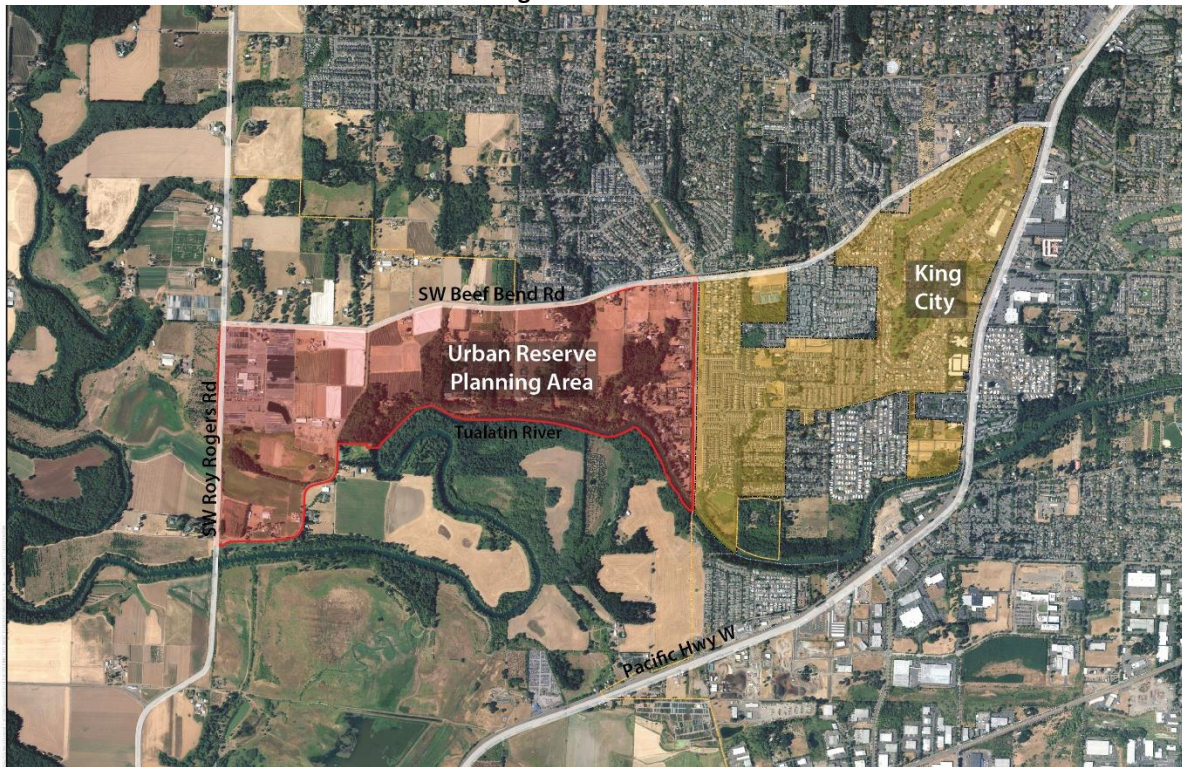 SW Beef Bend Rd
King
City
Urban Reserve
Planning Area
SW Roy Rogers Rd
Tualatin River
Pacific Hwy W